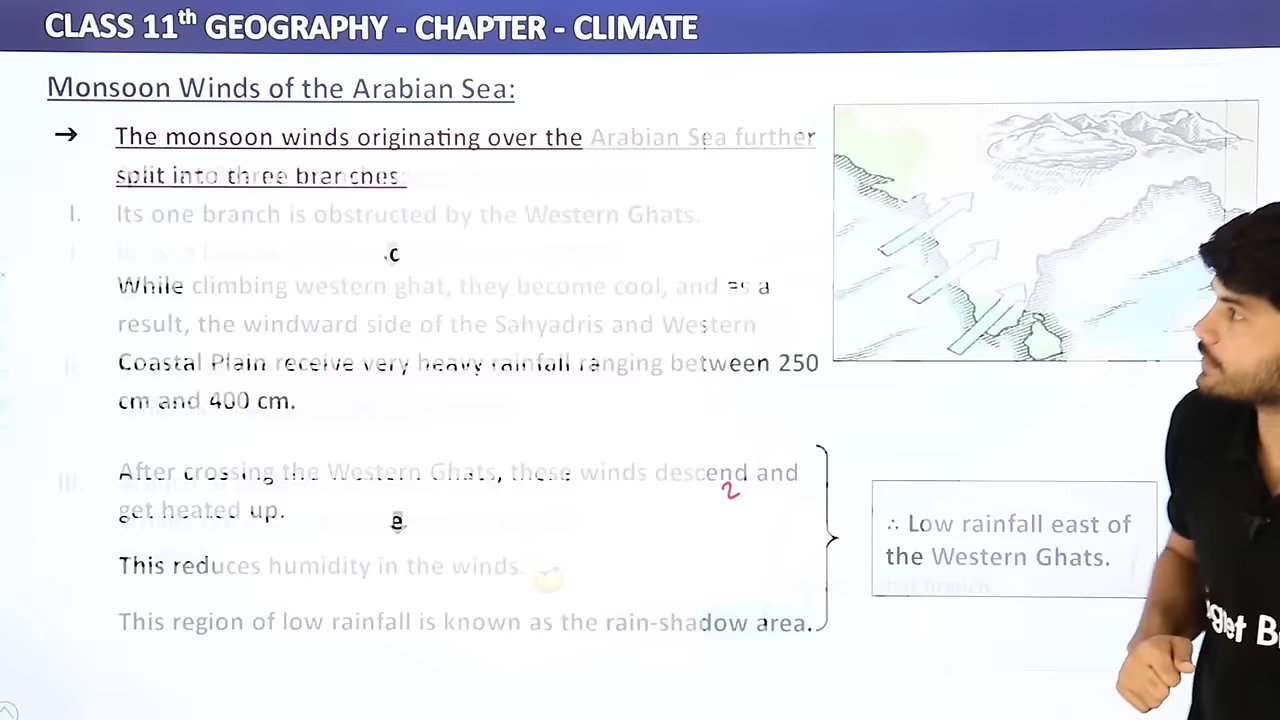 CLASS 11th GEOGRAPHY - CHAPTER - CLIMATE
Monsoon Winds of the Arabian Sea:
→ The monsoon winds originating over the Arabian Sea further
split into three branches
I. Its one branch is obstructed by the Western Ghats.
.c
While climbing western ghat, they become cool, and as a
result, the windward side of the Sahyadris and Western
Coastal Plain receive very heavy rainfall ranging between 250
cm and 400 cm.
After crossing the Western Ghats, these winds descend and
2
get heated up.
e
This reduces humidity in the winds.
This region of low rainfall is known as the rain-shadow area.
∴ Low rainfall east of
the Western Ghats.